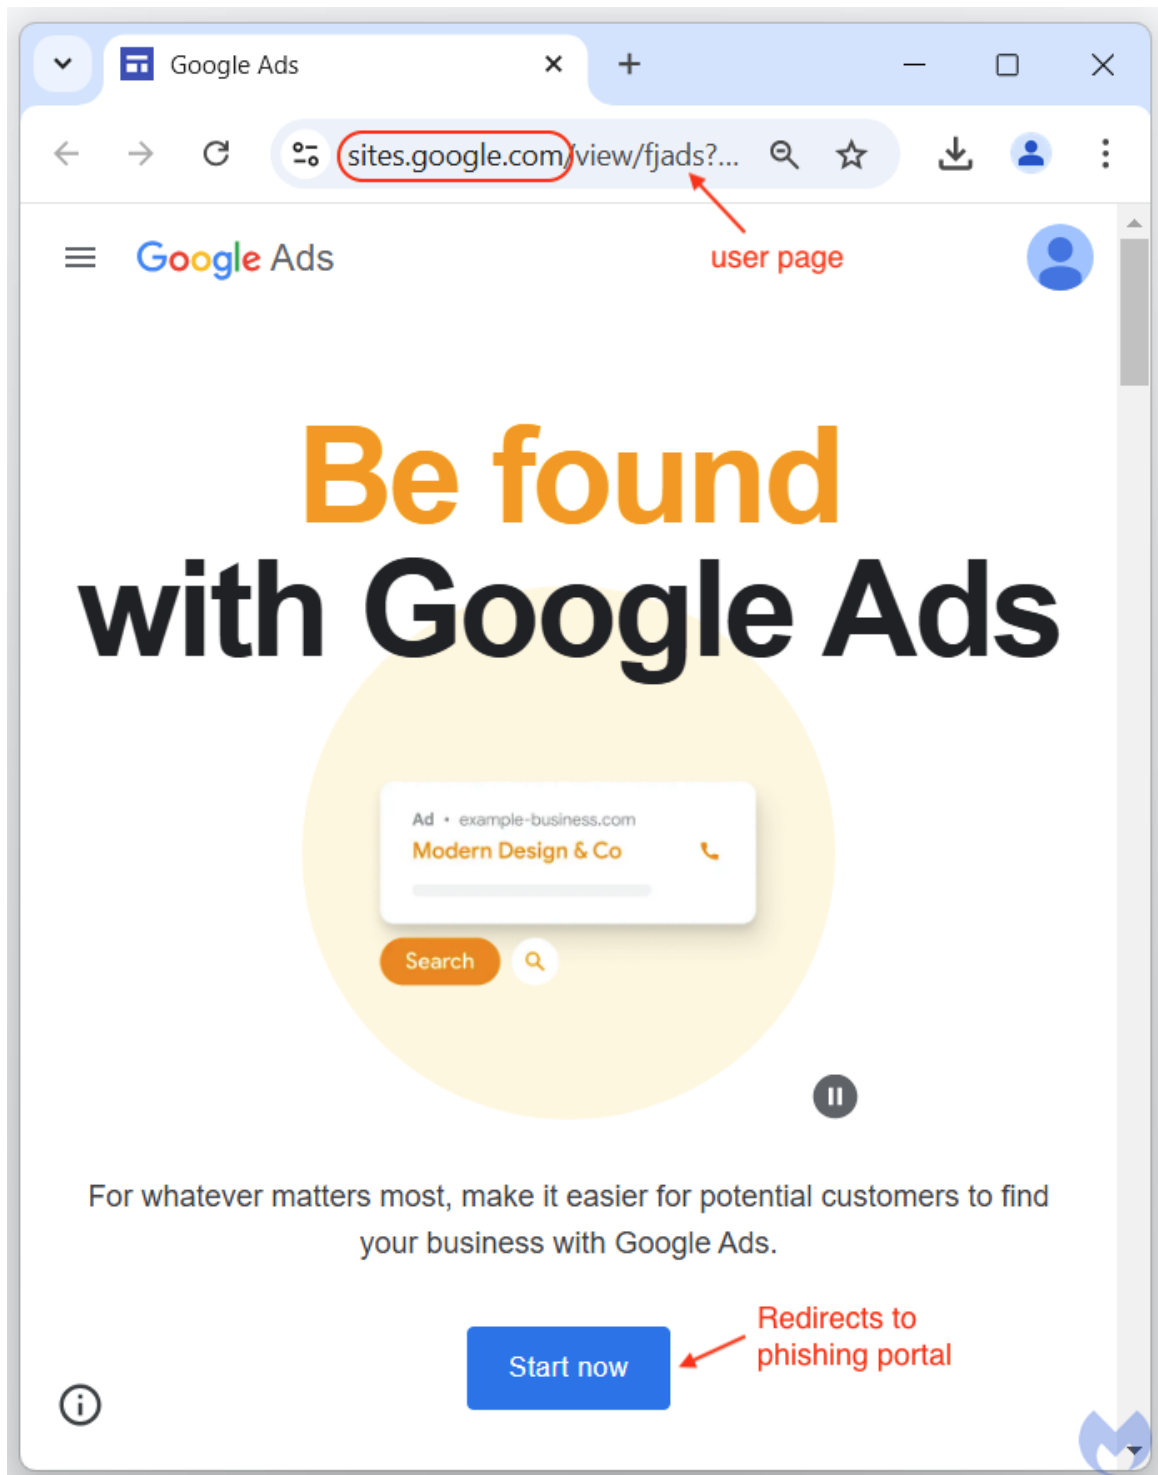 Google Ads
sites.google.com/view/fjads?...
user page
Google Ads
Be found
with Google Ads
Ad • example-business.com
Modern Design & Co
Search
For whatever matters most, make it easier for potential customers to find
your business with Google Ads.
Redirects to
phishing portal
Start now